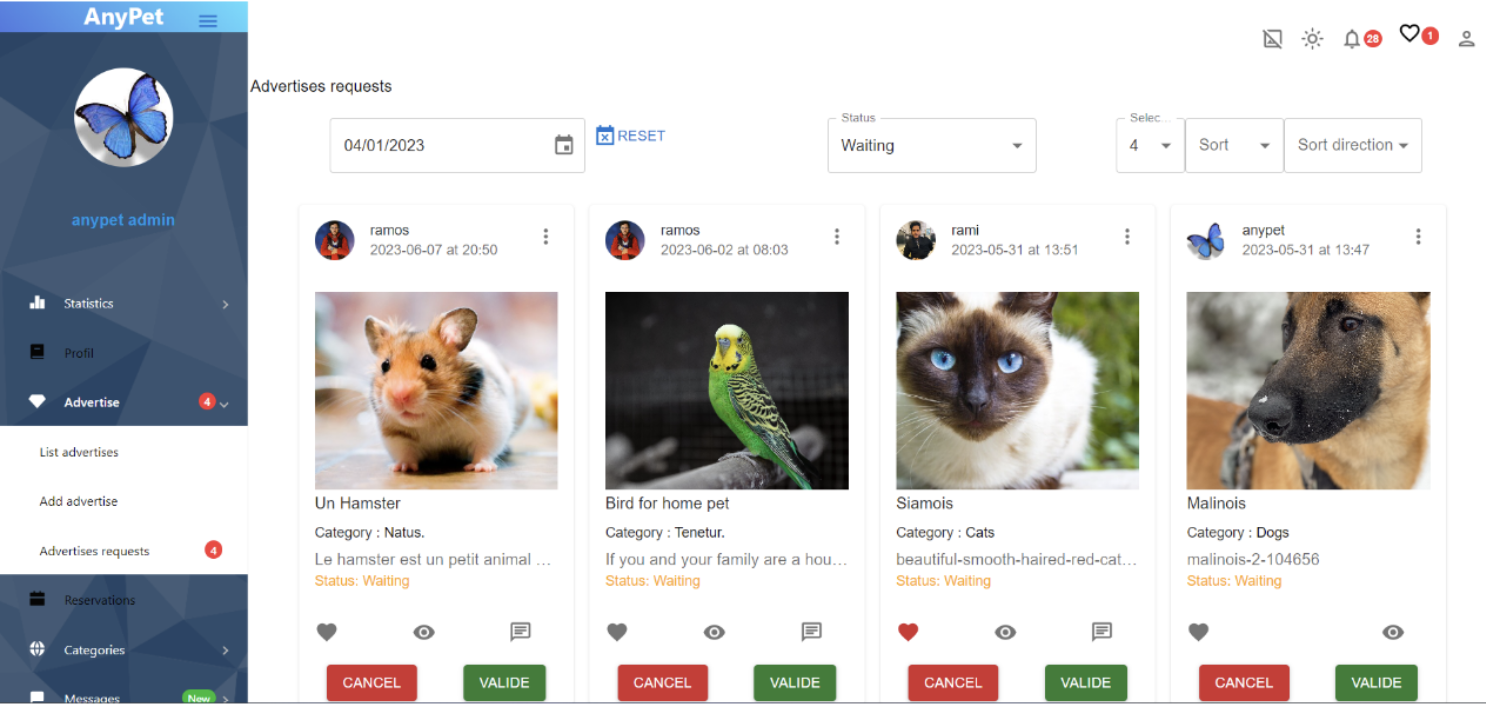 AnyPet
28
1
Advertises requests
04/01/2023
RESET
Status
Waiting
Selec...
4
Sort
Sort direction
anypet admin
Statistics
Profil
Advertise
4
List advertises
Add advertise
Advertises requests
4
Reservations
Categories
Messages
New
ramos
2023-06-07 at 20:50
Un Hamster
Category : Natus.
Le hamster est un petit animal ...
Status: Waiting
CANCEL
VALIDE
ramos
2023-06-02 at 08:03
Bird for home pet
Category : Tenetur.
If you and your family are a hou...
Status: Waiting
CANCEL
VALIDE
rami
2023-05-31 at 13:51
Siamois
Category : Cats
beautiful-smooth-haired-red-cat...
Status: Waiting
CANCEL
VALIDE
anypet
2023-05-31 at 13:47
Malinois
Category : Dogs
malinois-2-104656
Status: Waiting
CANCEL
VALIDE